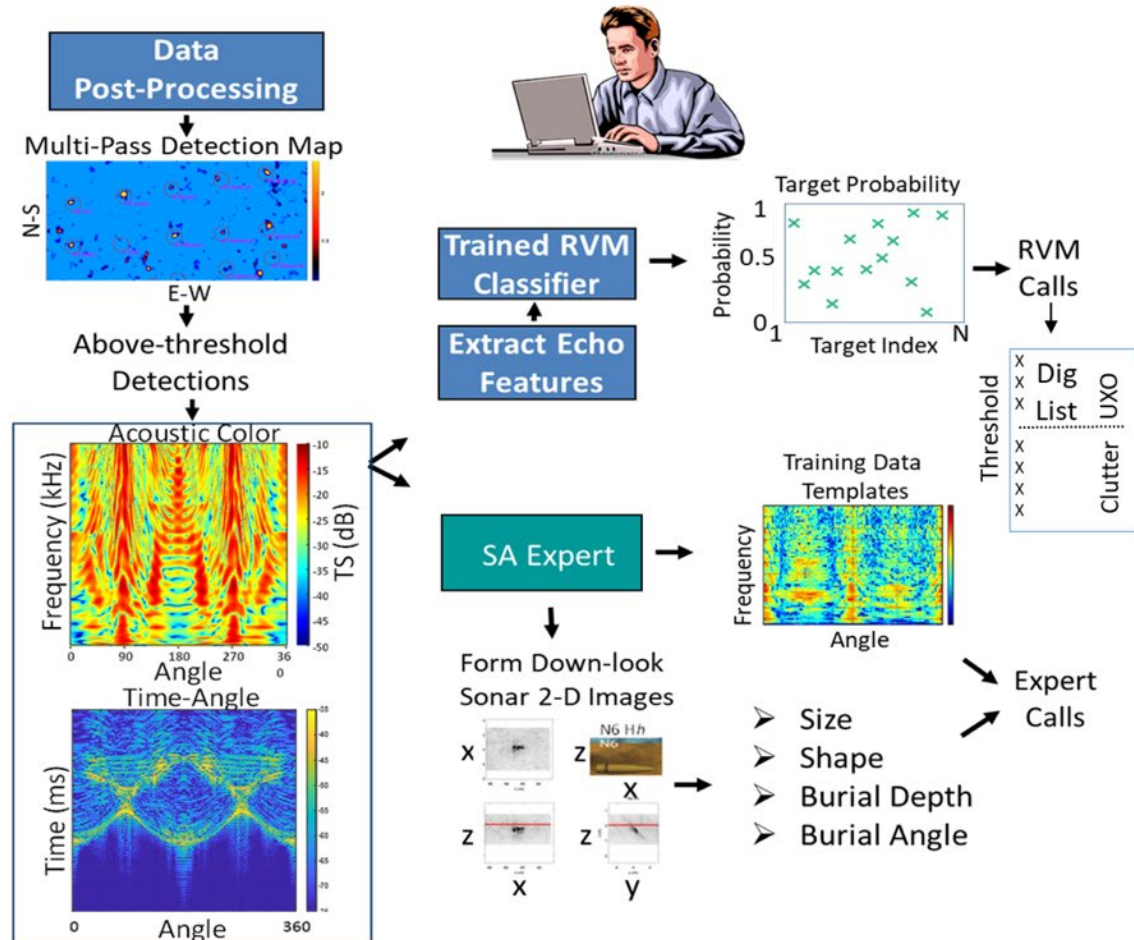 Data
Post-Processing
Multi-Pass Detection Map
N-S
E-W
Above-threshold
Detections
Acoustic Color
Frequency (kHz)
-10
-15
-20
-25
-30
-35
-40
-45
-50
TS (dB)
0 90 180 270 36
0
Angle
Time-Angle
Time (ms)
0 360
Angle
Trained RVM
Classifier
Extract Echo
Features
Target Probability
Probability
1
0.5
0
1 N
Target Index
RVM
Calls
Threshold
X
X
X
Dig
List
UXO
X
X
X
X
Clutter
SA Expert
Training Data
Templates
Frequency
Angle
Form Down-look
Sonar 2-D Images
X
N6 Hh
N6
Z
X
Z
X
Z
y
➢ Size
➢ Shape
➢ Burial Depth
➢ Burial Angle
Expert
Calls